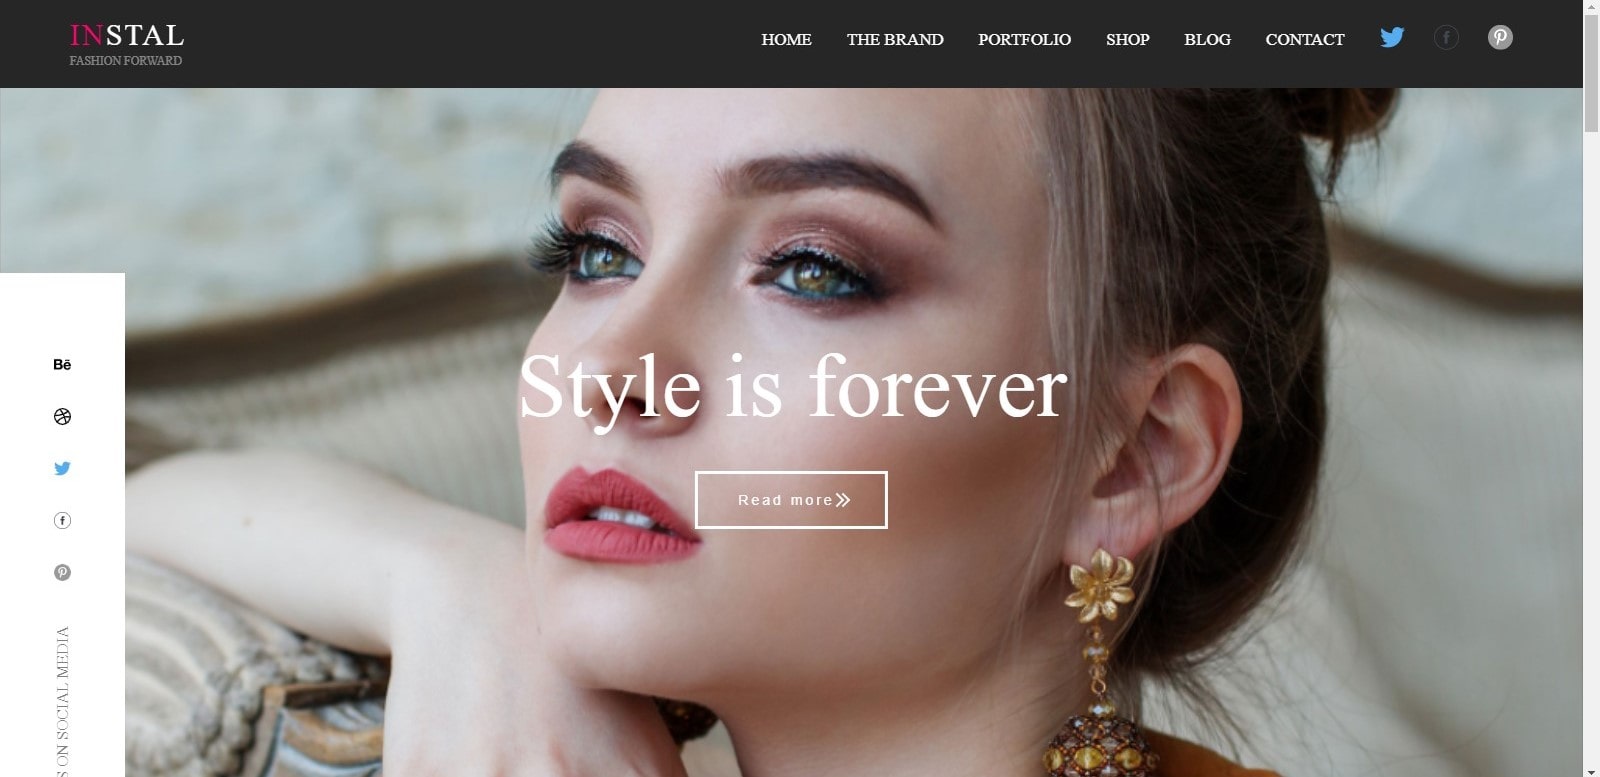 INSTAL
FASHION FORWARD
HOME THE BRAND PORTFOLIO SHOP BLOG CONTACT
Style is forever
Read more
Bē
S ON SOCIAL MEDIA